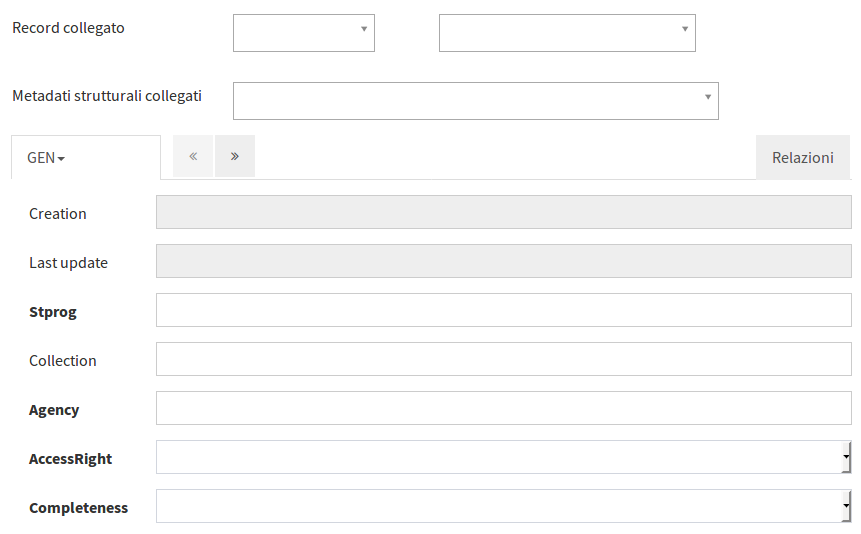 Record collegato
Metadati strutturali collegati
GEN
« »
Relazioni
Creation
Last update
Stprog
Collection
Agency
AccessRight
Completeness